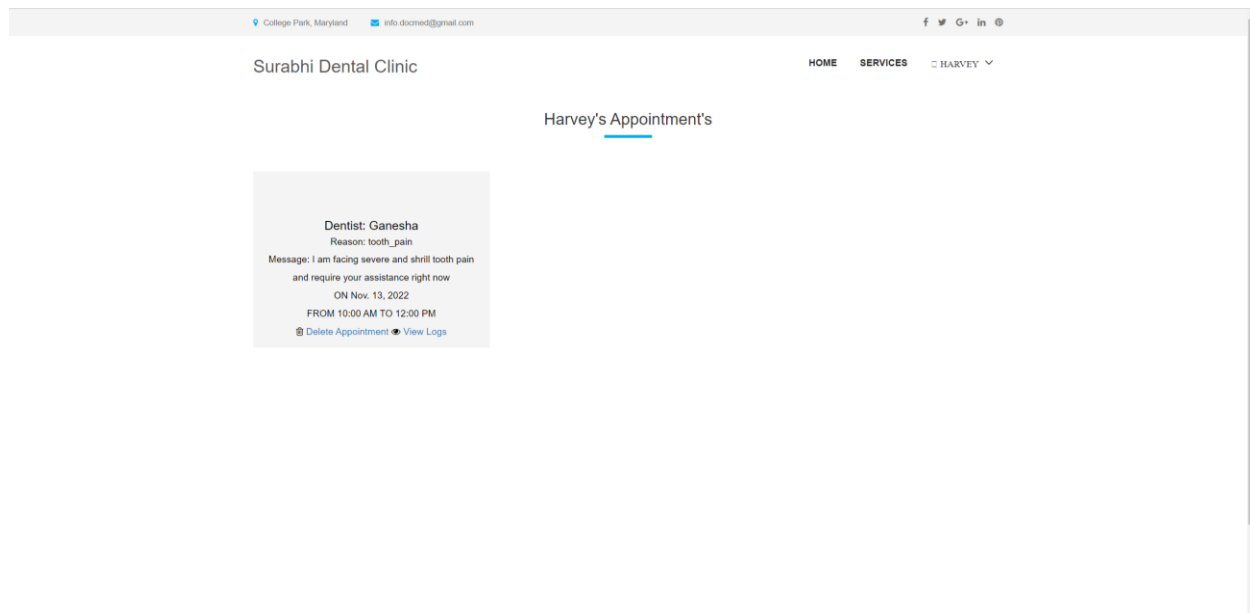 College Park, Maryland info.docmed@gmail.com
Surabhi Dental Clinic
HOME SERVICES HARVEY
Harvey's Appointment's
Dentist: Ganesha
Reason: tooth_pain
Message: I am facing severe and shrill tooth pain
and require your assistance right now
ON Nov. 13, 2022
FROM 10:00 AM TO 12:00 PM
Delete Appointment View Logs